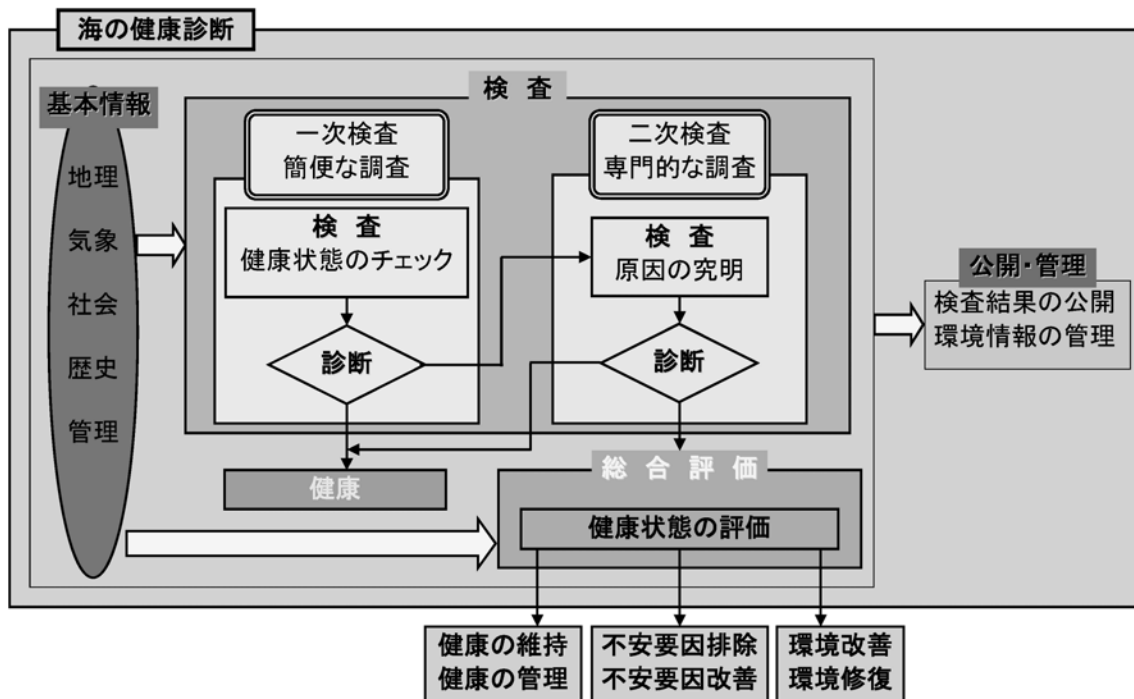 海の健康診断
基本情報
地理
気象
社会
歴史
管理
検 査
一次検査
簡便な調査
検 査
健康状態のチェック
診断
二次検査
専門的な調査
検 査
原因の究明
診断
健康
総 合 評 価
健康状態の評価
公開・管理
検査結果の公開
環境情報の管理
健康の維持
健康の管理
不安要因排除
不安要因改善
環境改善
環境修復